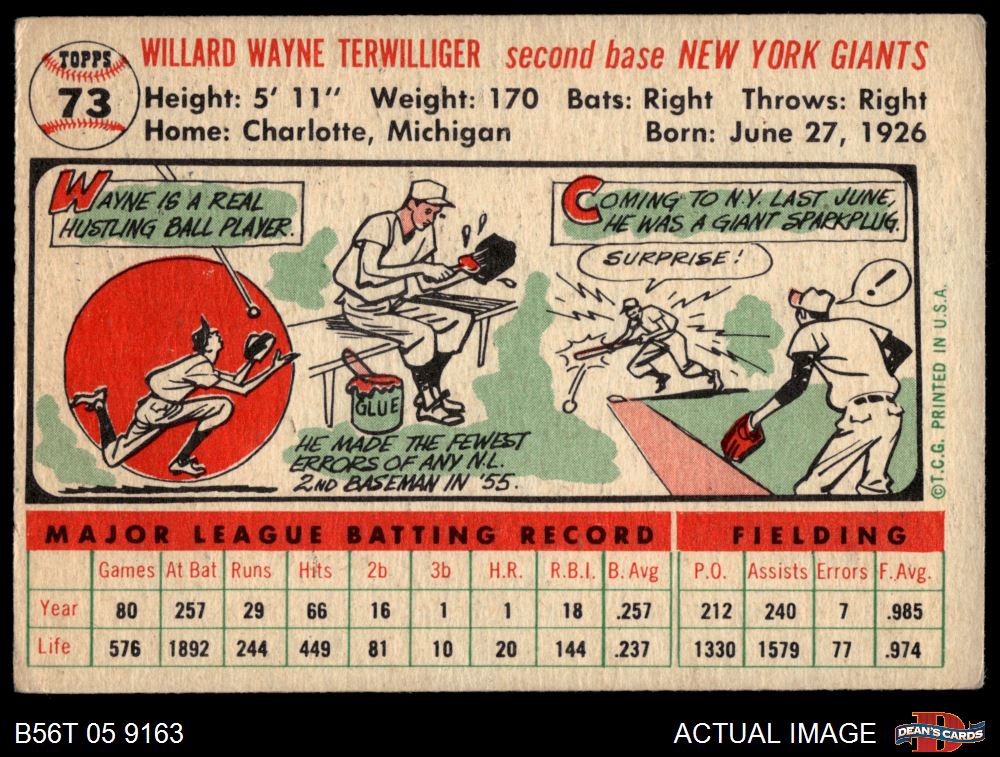 TOPPS
73
WILLARD WAYNE TERWILLIGER second base NEW YORK GIANTS
Height: 5' 11" Weight: 170 Bats: Right Throws: Right
Home: Charlotte, Michigan Born: June 27, 1926
WAYNE IS A REAL
HUSTLING BALL PLAYER.
GLUE
HE MADE THE FEWEST
ERRORS OF ANY N.L.
2ND BASEMAN IN '55.
COMING TO N.Y. LAST JUNE,
HE WAS A GIANT SPARKPLUG.
SURPRISE!
!
©T.C.G. PRINTED IN U.S.A.
MAJOR LEAGUE BATTING RECORD FIELDING
Games At Bat Runs Hits 2b 3b H.R. R.B.I. B. Avg P.O. Assists Errors F. Avg.
Year 80 257 29 66 16 1 1 18 .257 212 240 7 .985
Life 576 1892 244 449 81 10 20 144 .237 1330 1579 77 .974
B56T 05 9163 ACTUAL IMAGE
DEAN'S CARDS